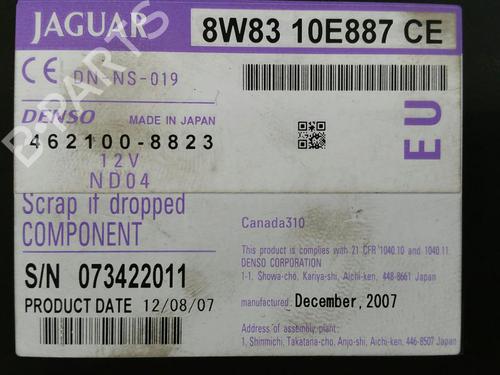 JAGUAR
8W83 10E887 CE
CE DN-NS-019
DENSO MADE IN JAPAN
462100-8823
12V
ND04
EU
Scrap if dropped
COMPONENT
S/N 073422011
PRODUCT DATE 12/08/07
Canada310
This product is complies with 21 CFR 1040.10 and 1040.11
DENSO CORPORATION
1-1, Showa-cho, Kariya-shi, Aichi-ken, 448-8661 Japan
manufactured: December, 2007
Address of assembly plant:
1, Shinmichi, Takatana-cho, Anjo-shi, Aichi-ken, 446-8507 Japan
B-PARTS